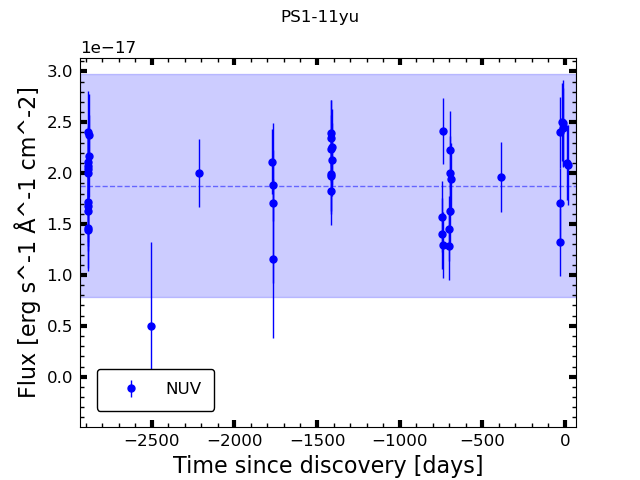 PS1-11yu
1e−17
3.0
2.5
2.0
1.5
1.0
0.5
0.0
Flux [erg s^-1 Å^-1 cm^-2]
NUV
−2500 −2000 −1500 −1000 −500 0
Time since discovery [days]